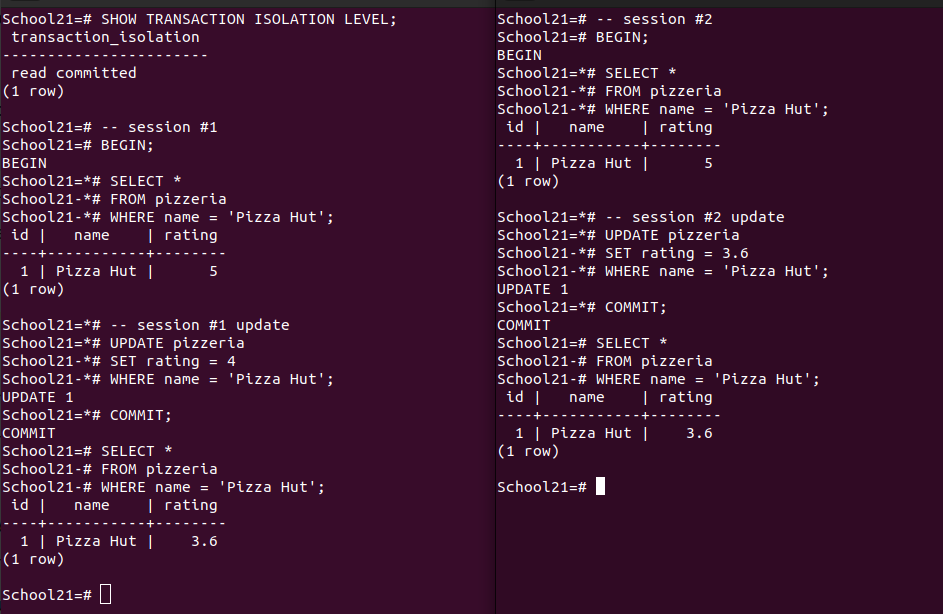 School21=# SHOW TRANSACTION ISOLATION LEVEL;
 transaction_isolation
-----------------------
 read committed
(1 row)

School21=# -- session #1
School21=# BEGIN;
BEGIN
School21=*# SELECT *
School21-*# FROM pizzeria
School21-*# WHERE name = 'Pizza Hut';
 id |   name    | rating
----+-----------+--------
  1 | Pizza Hut |      5
(1 row)

School21=*# -- session #1 update
School21=*# UPDATE pizzeria
School21-*# SET rating = 4
School21-*# WHERE name = 'Pizza Hut';
UPDATE 1
School21=*# COMMIT;
COMMIT
School21=# SELECT *
School21-# FROM pizzeria
School21-# WHERE name = 'Pizza Hut';
 id |   name    | rating
----+-----------+--------
  1 | Pizza Hut |    3.6
(1 row)

School21=#
School21=# -- session #2
School21=# BEGIN;
BEGIN
School21=*# SELECT *
School21-*# FROM pizzeria
School21-*# WHERE name = 'Pizza Hut';
 id |   name    | rating
----+-----------+--------
  1 | Pizza Hut |      5
(1 row)

School21=*# -- session #2 update
School21=*# UPDATE pizzeria
School21-*# SET rating = 3.6
School21-*# WHERE name = 'Pizza Hut';
UPDATE 1
School21=*# COMMIT;
COMMIT
School21=# SELECT *
School21-# FROM pizzeria
School21-# WHERE name = 'Pizza Hut';
 id |   name    | rating
----+-----------+--------
  1 | Pizza Hut |    3.6
(1 row)

School21=#